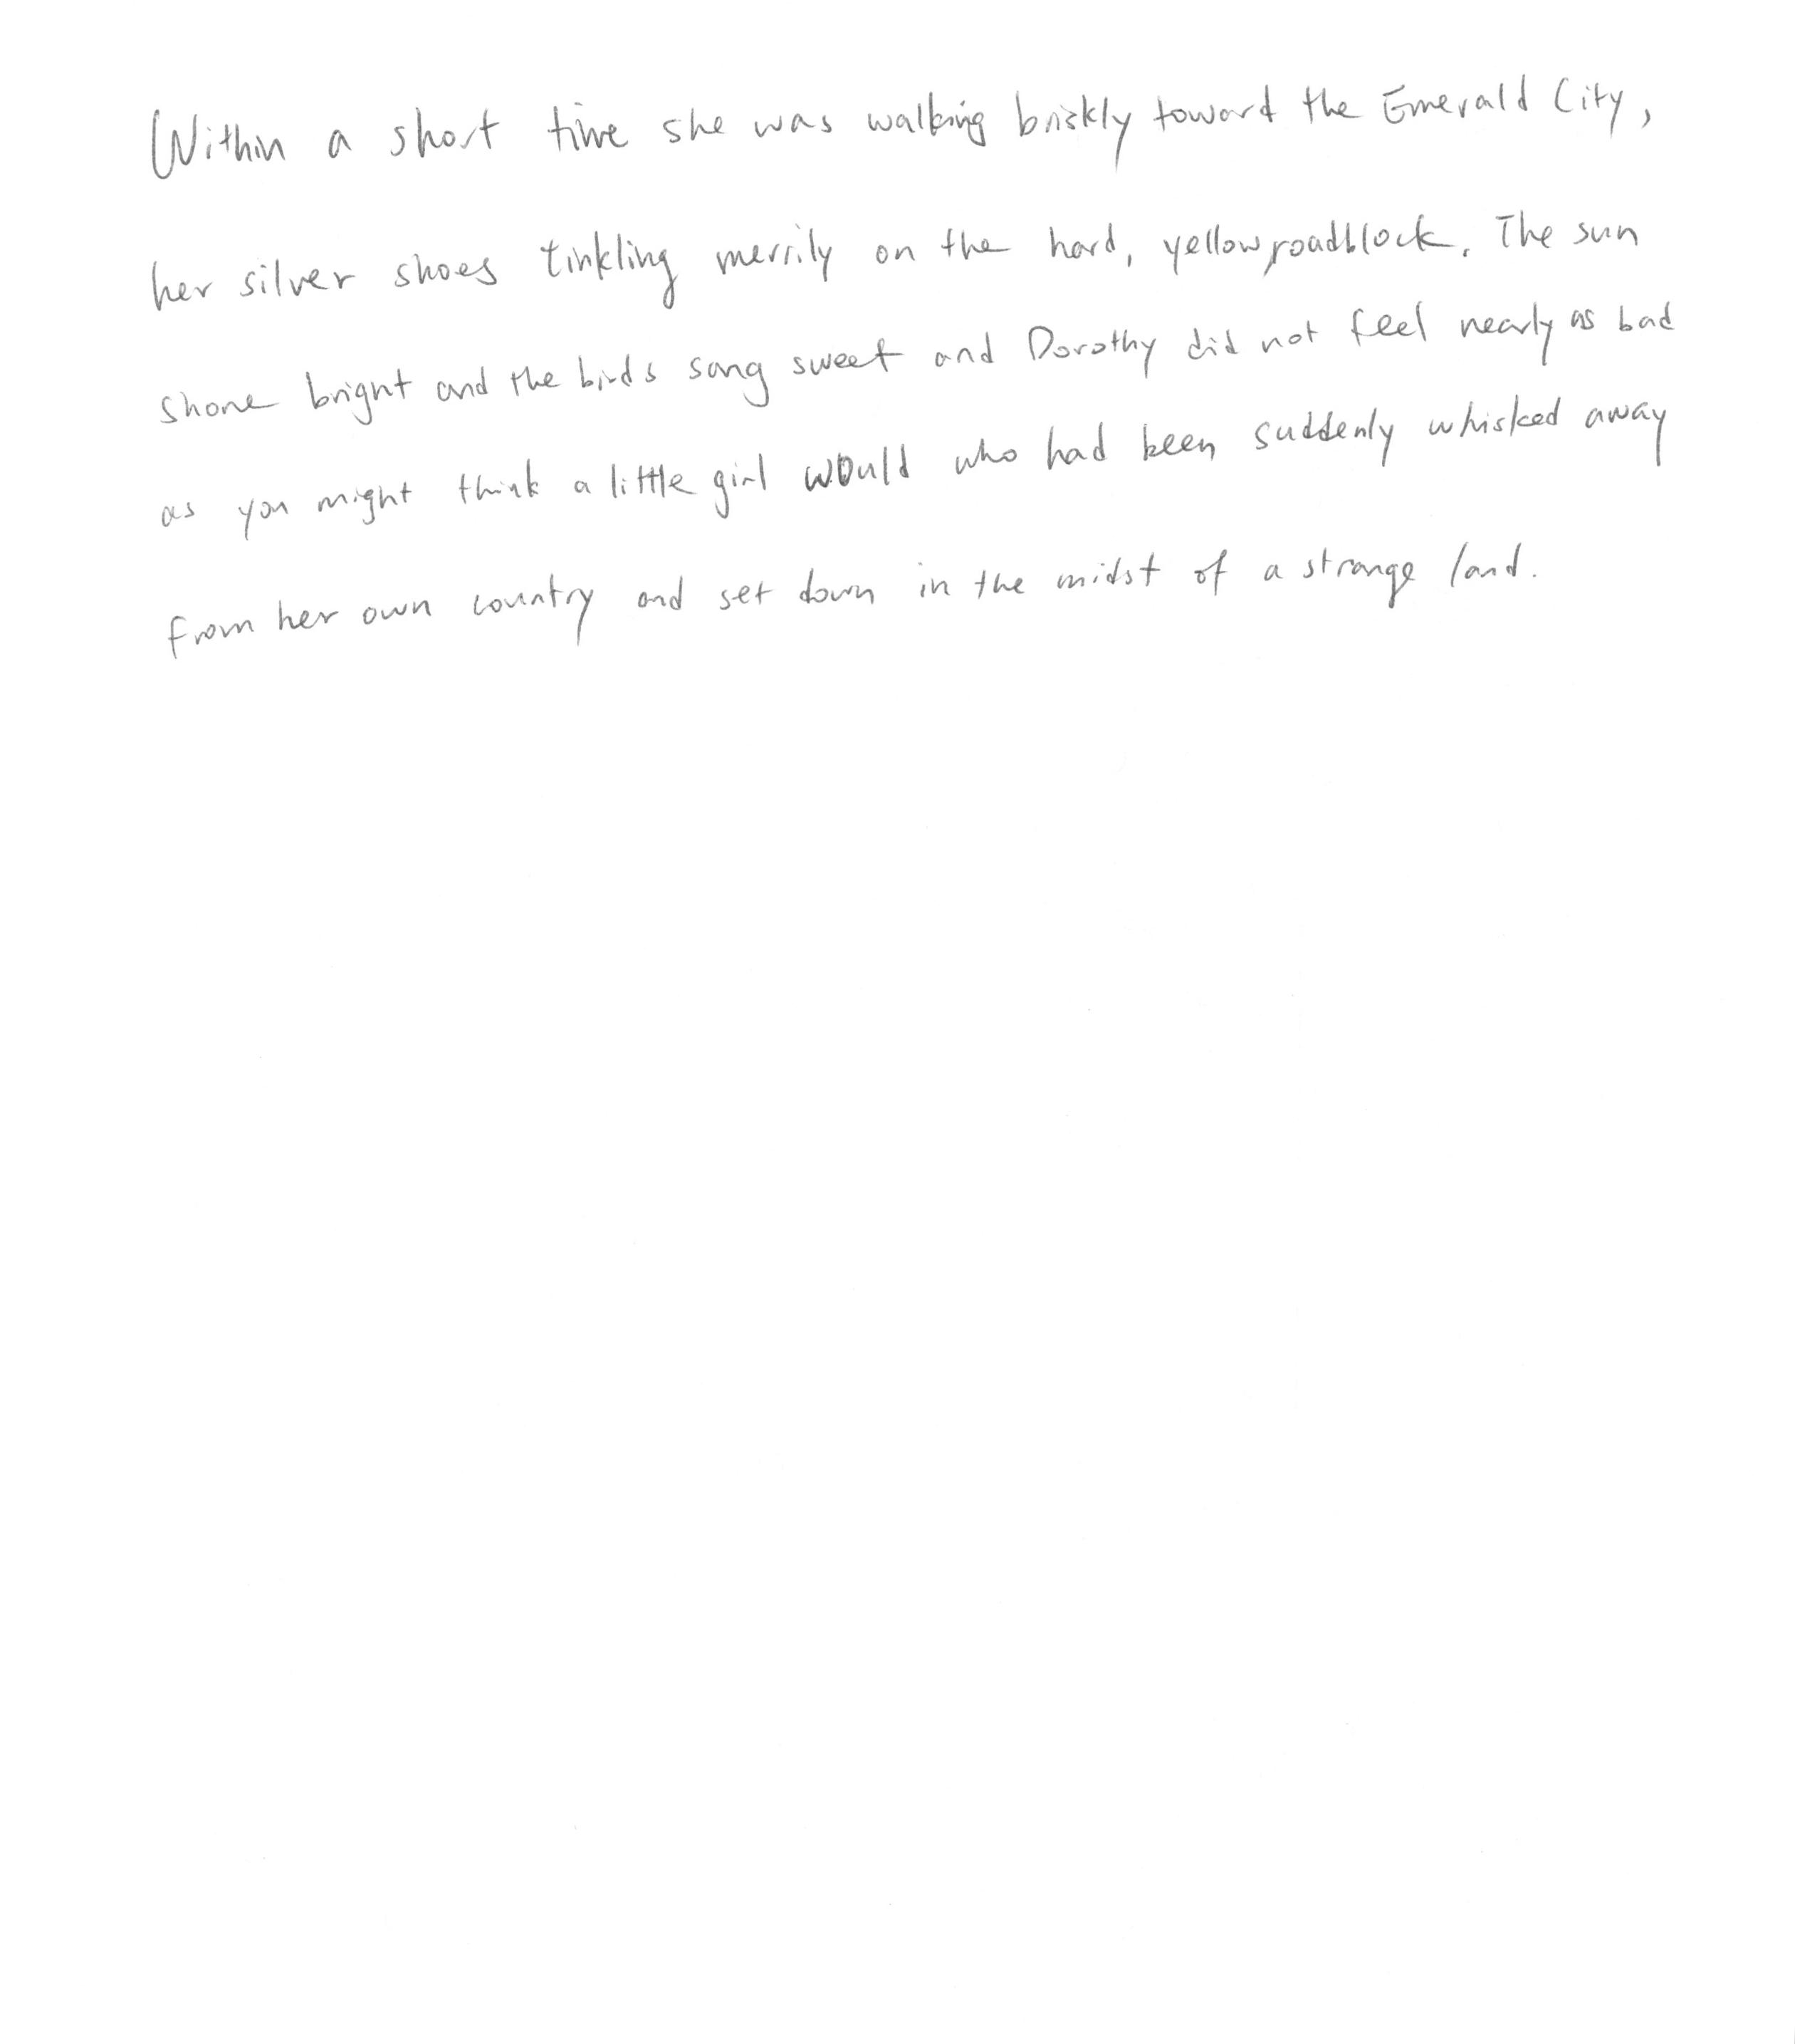 Within a short time she was walking briskly toward the Emerald City,
her silver shoes tinkling merrily on the hard, yellow roadblock. The sun
shone bright and the birds sang sweet and Dorothy did not feel nearly as bad
as you might think a little girl would who had been suddenly whisked away
from her own country and set down in the midst of a strange land.